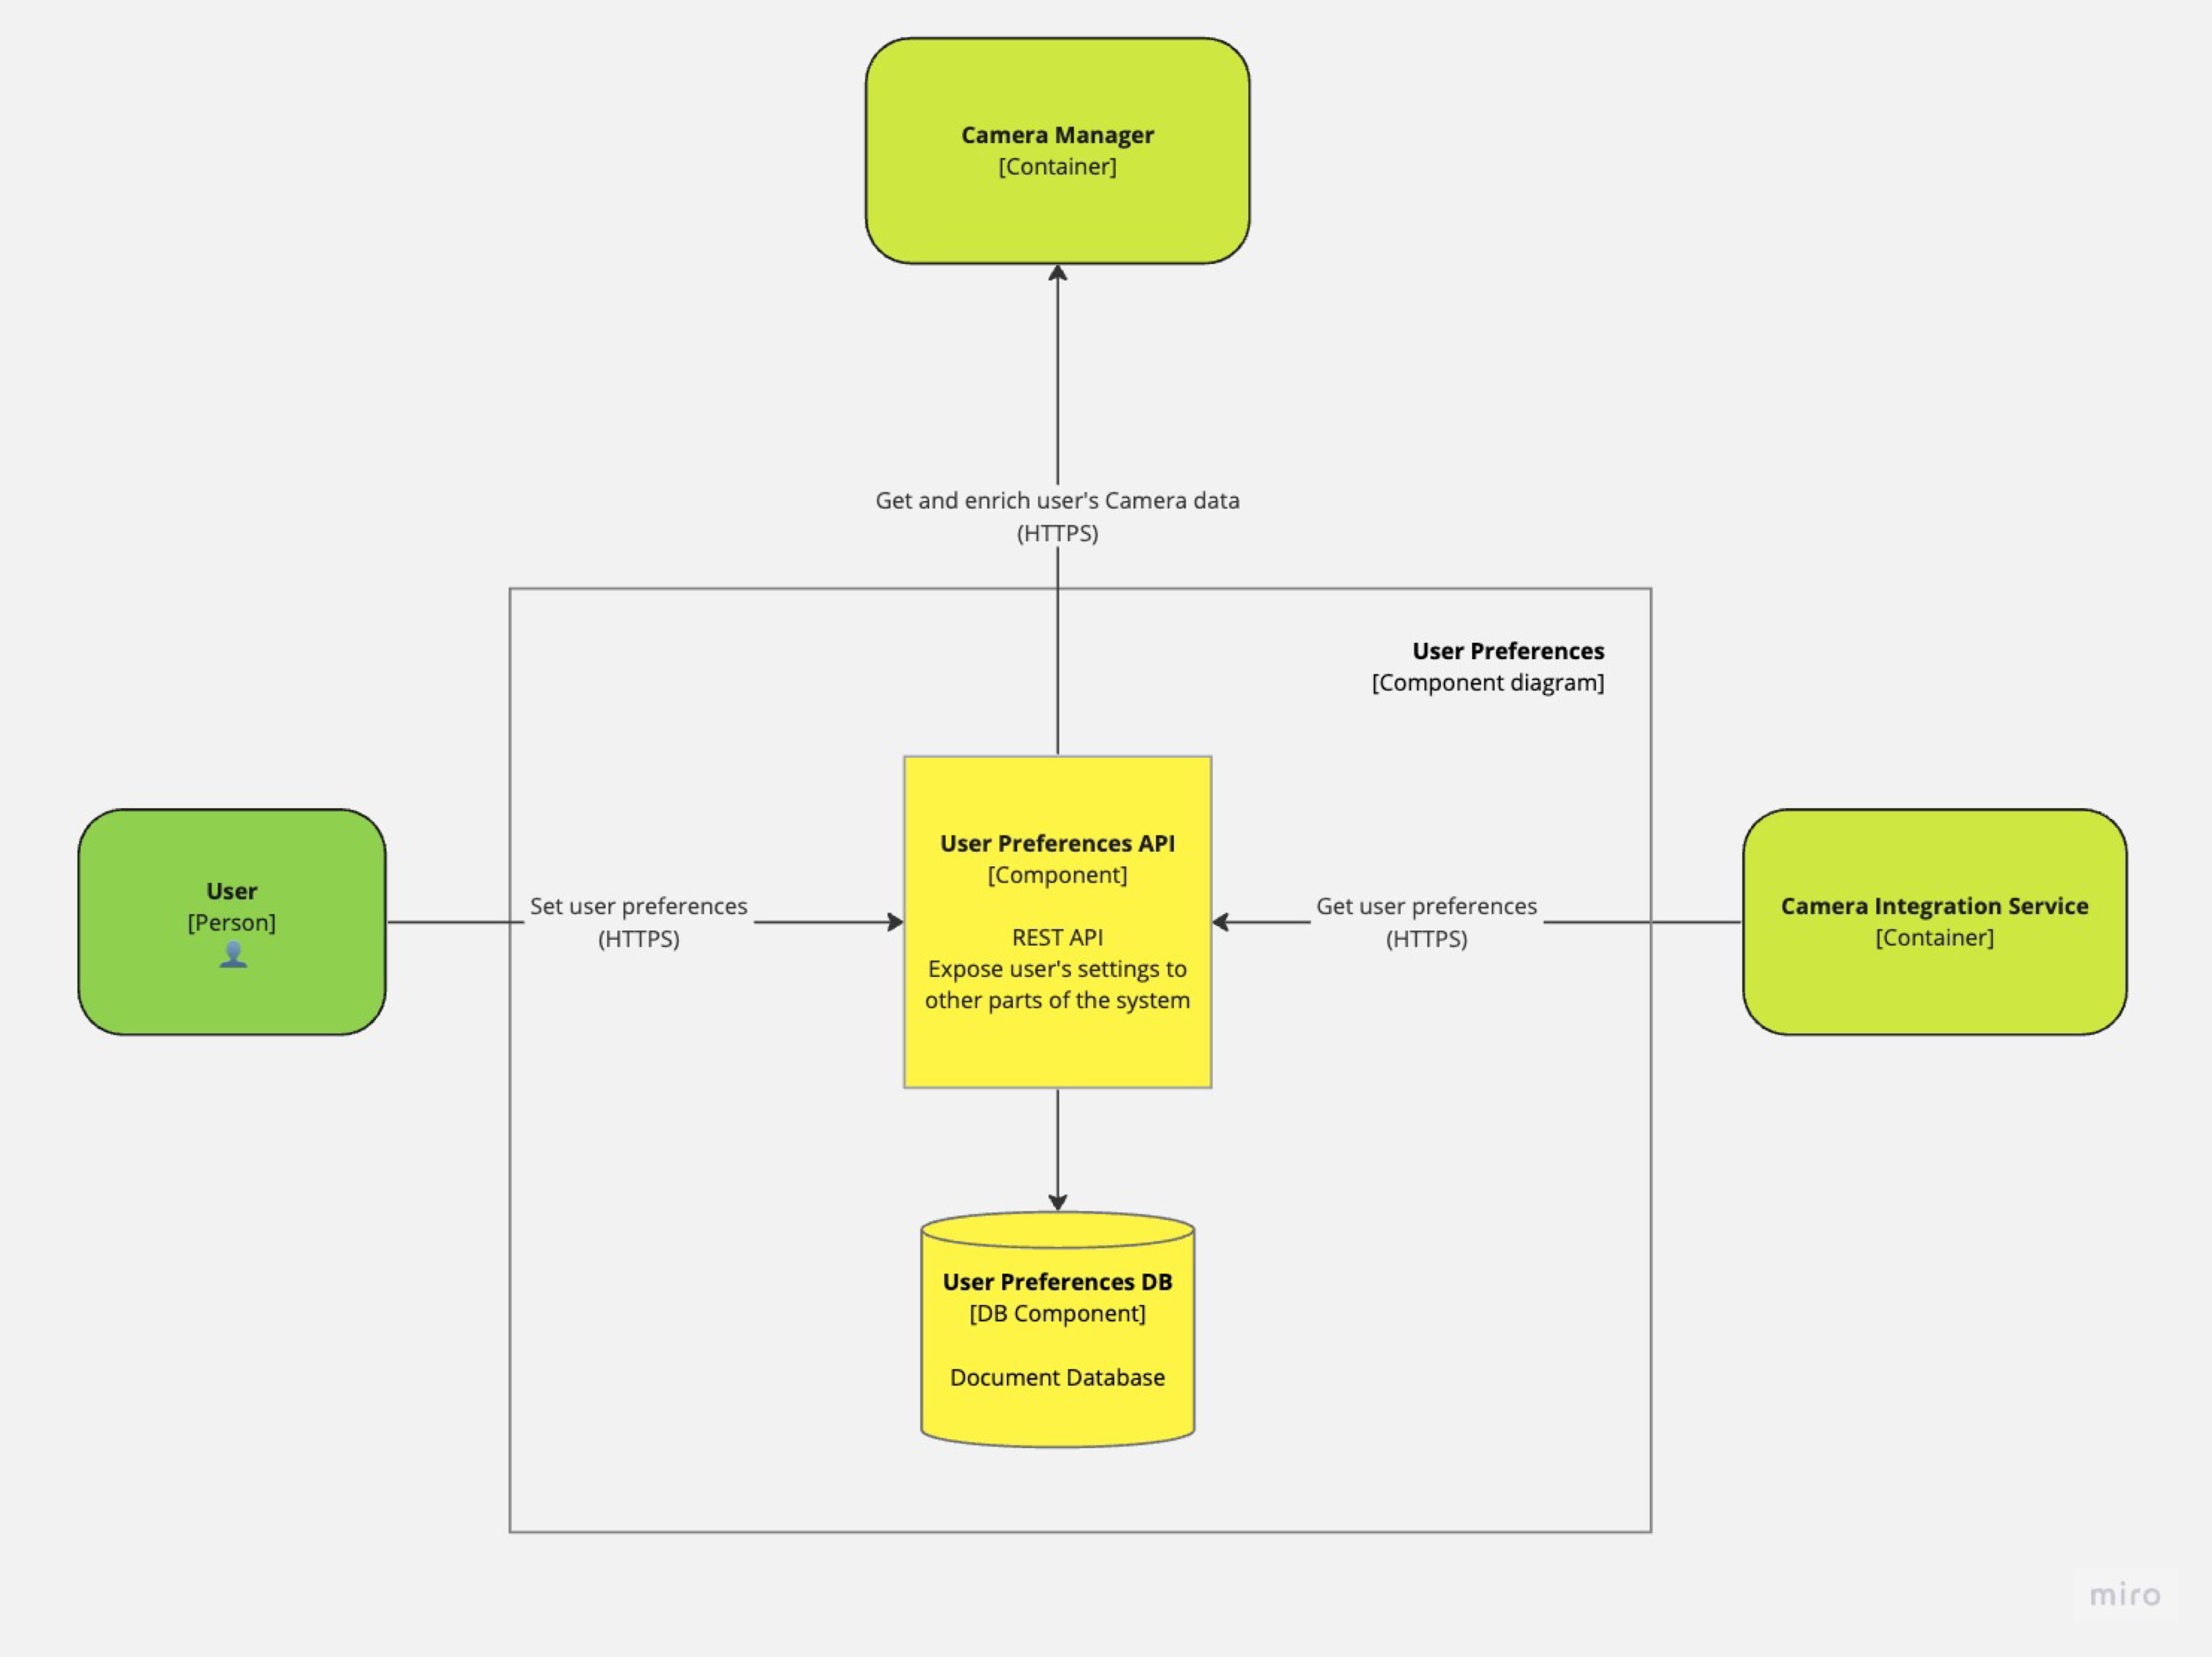 Camera Manager
[Container]
Get and enrich user's Camera data
(HTTPS)
User Preferences
[Component diagram]
User
[Person]
Set user preferences
(HTTPS)
User Preferences API
[Component]
REST API
Expose user's settings to
other parts of the system
Get user preferences
(HTTPS)
Camera Integration Service
[Container]
User Preferences DB
[DB Component]
Document Database
miro